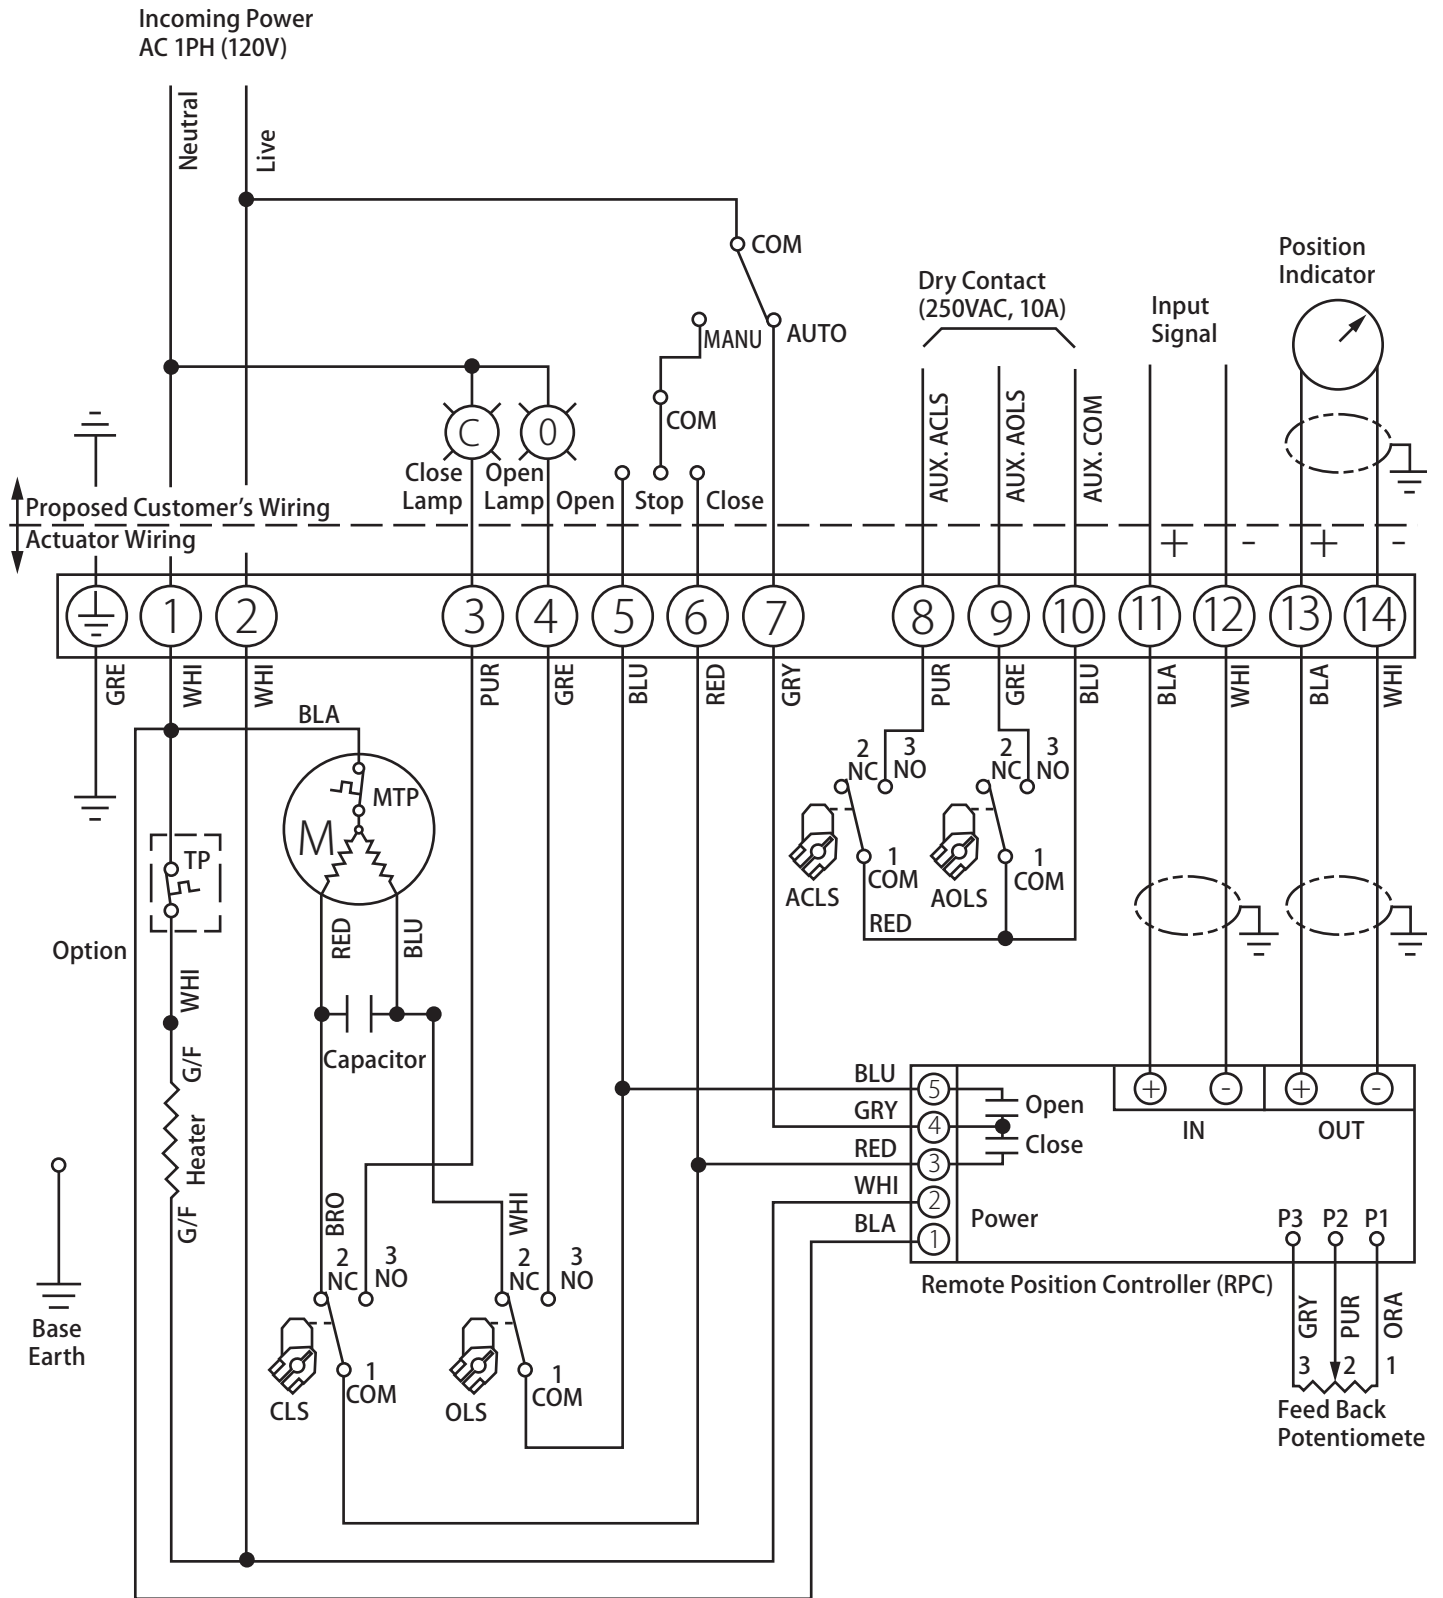 Incoming Power
AC 1PH (120V)
Neutral
Live
COM
MANU
AUTO
COM
Close
Lamp
Open
Lamp
C
0
Open
Stop
Close
Dry Contact
(250VAC, 10A)
AUX. ACLS
AUX. AOLS
AUX. COM
Input
Signal
Position
Indicator
Proposed Customer's Wiring
Actuator Wiring
+
-
+
-
1
2
3
4
5
6
7
8
9
10
11
12
13
14
GRE
WHI
WHI
PUR
GRE
BLU
RED
GRY
PUR
GRE
BLU
BLA
WHI
BLA
WHI
BLA
MTP
M
TP
Option
RED
BLU
WHI
G/F
Heater
G/F
Capacitor
2
NC
3
NO
1
COM
ACLS
2
NC
3
NO
1
COM
AOLS
RED
BRO
WHI
2
NC
3
NO
1
COM
CLS
2
NC
3
NO
1
COM
OLS
Base
Earth
BLU
GRY
RED
WHI
BLA
5
4
3
2
1
Open
Close
Power
+
-
+
-
IN
OUT
P3
P2
P1
Remote Position Controller (RPC)
GRY
PUR
ORA
3
2
1
Feed Back
Potentiomete